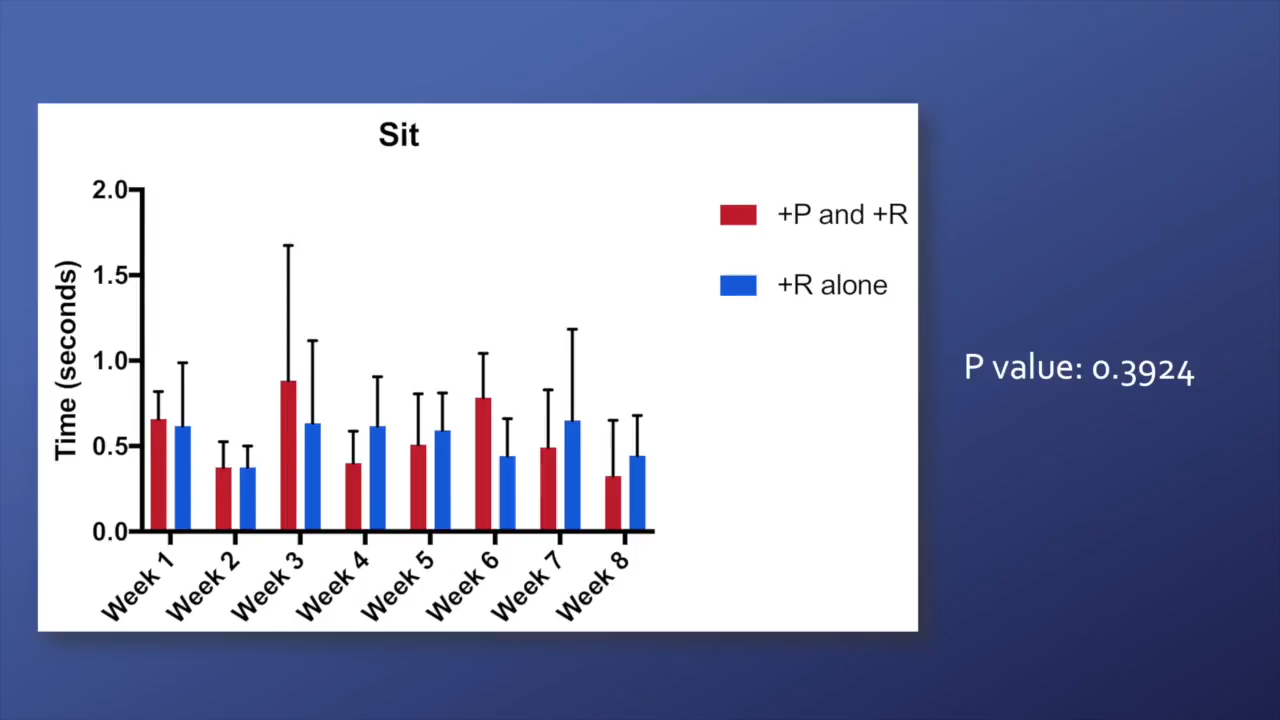 Sit
2.0
1.5
1.0
0.5
0.0
Time (seconds)
Week 1
Week 2
Week 3
Week 4
Week 5
Week 6
Week 7
Week 8
+P and +R
+R alone
P value: 0.3924